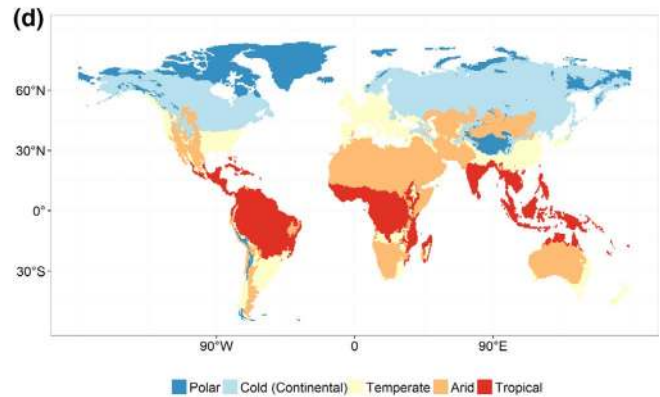 (d)
60°N
30°N
0°
30°S
90°W 0 90°E
Polar Cold (Continental) Temperate Arid Tropical